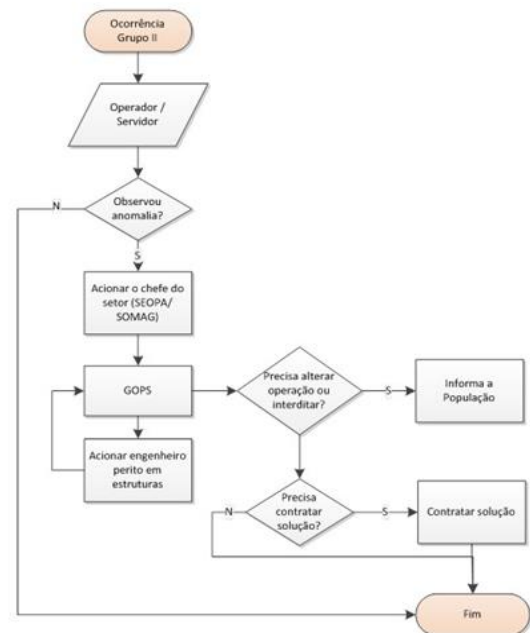 Ocorrência
Grupo II
Operador /
Servidor
N
Observou
anomalia?
S
Acionar o chefe do
setor (SEOPA/
SOMAG)
GOPS
Precisa alterar
operação ou
interditar?
S
Informa a
População
Acionar engenheiro
perito em
estruturas
N
Precisa
contratar
solução?
S
Contratar solução
Fim